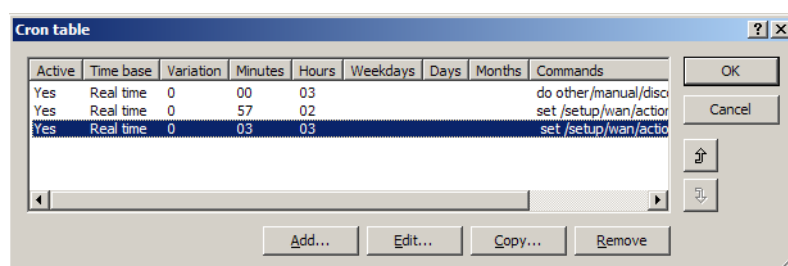 Cron table
Active Time base Variation Minutes Hours Weekdays Days Months Commands
Yes Real time 0 00 03 do other/manual/disc
Yes Real time 0 57 02 set /setup/wan/action
Yes Real time 0 03 03 set /setup/wan/actio
OK
Cancel
Add... Edit... Copy... Remove